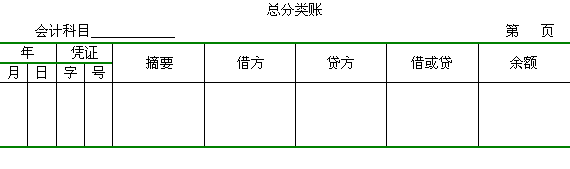 总分类账
会计科目 第 页
年 凭证 摘要 借方 贷方 借或贷 余额
月 日 字 号